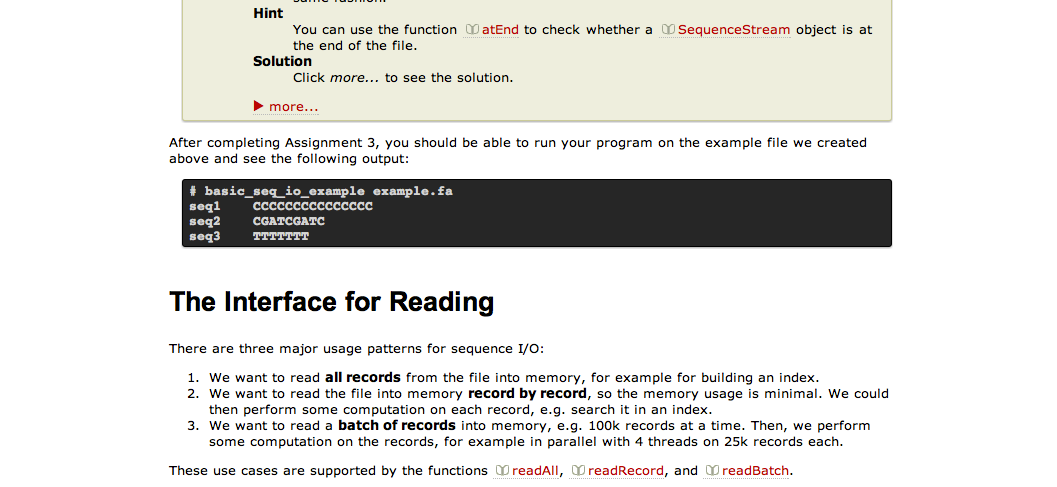 same fashion.
Hint
You can use the function atEnd to check whether a SequenceStream object is at
the end of the file.
Solution
Click more... to see the solution.
more...
After completing Assignment 3, you should be able to run your program on the example file we created
above and see the following output:
# basic_seq_io_example example.fa
seq1 CCCCCCCCCCCCCCC
seq2 CGATCGATC
seq3 TTTTTTT
The Interface for Reading
There are three major usage patterns for sequence I/O:
1. We want to read all records from the file into memory, for example for building an index.
2. We want to read the file into memory record by record, so the memory usage is minimal. We could
then perform some computation on each record, e.g. search it in an index.
3. We want to read a batch of records into memory, e.g. 100k records at a time. Then, we perform
some computation on the records, for example in parallel with 4 threads on 25k records each.
These use cases are supported by the functions readAll, readRecord, and readBatch.